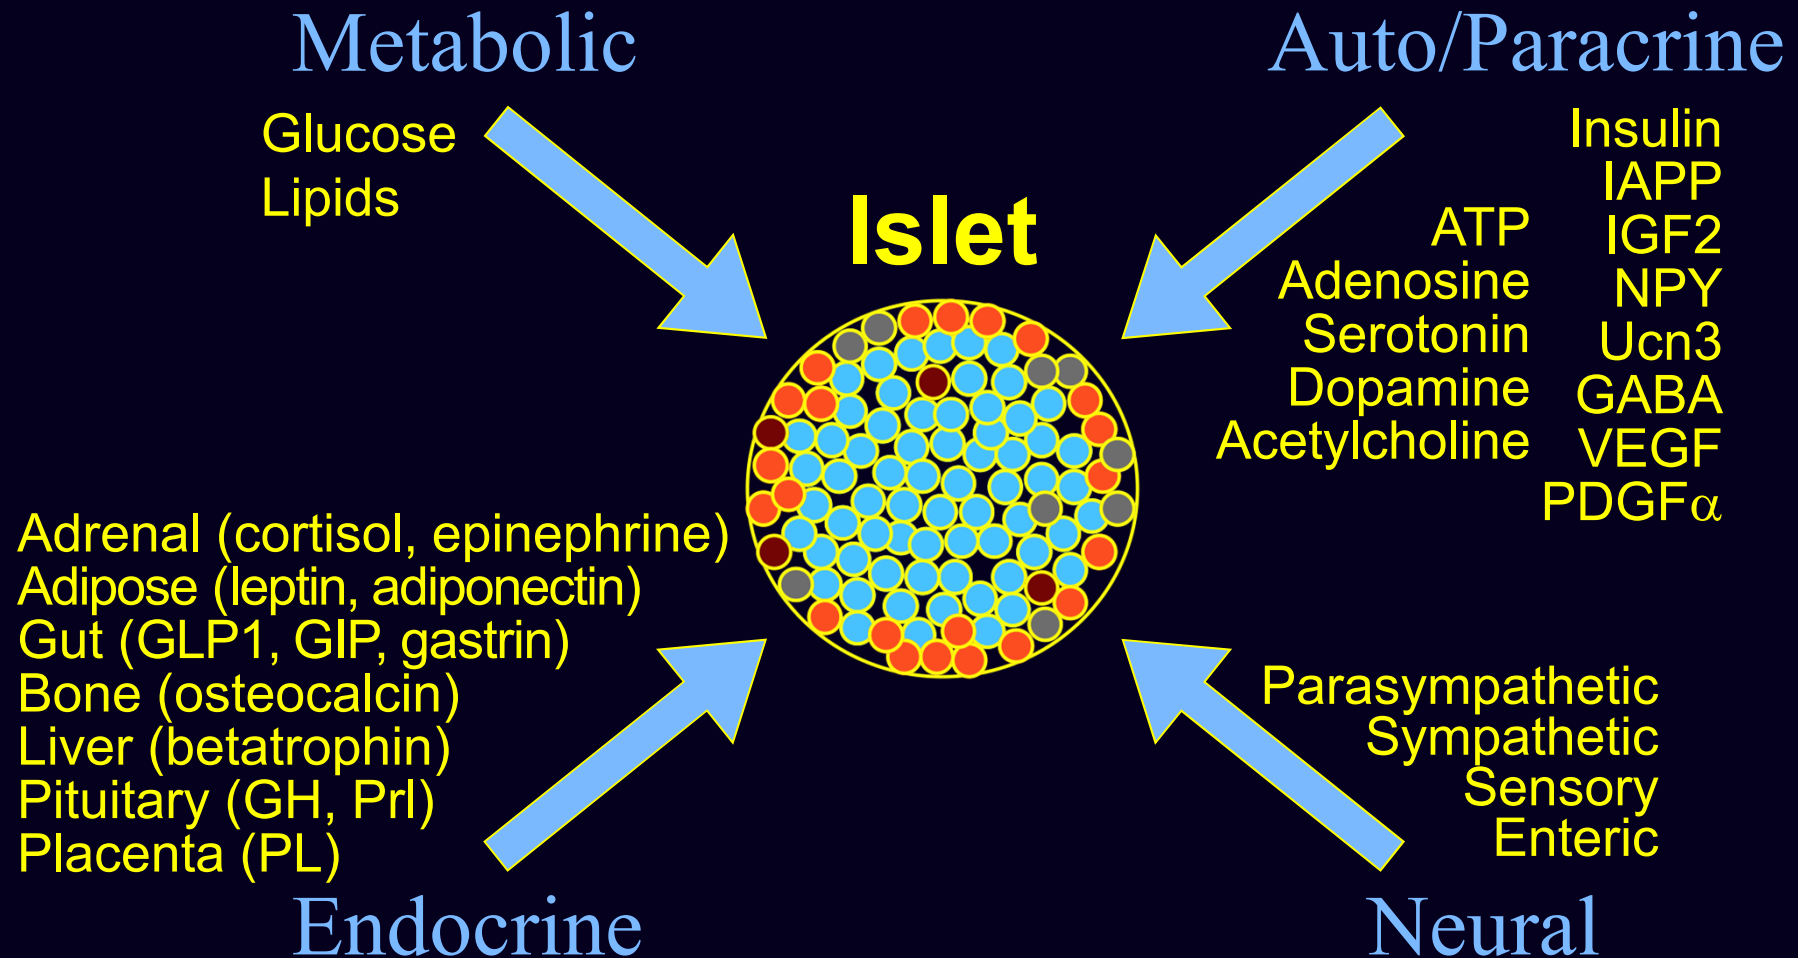 Metabolic
Glucose
Lipids
Auto/Paracrine
Insulin
IAPP
IGF2
NPY
Ucn3
GABA
VEGF
PDGFα
ATP
Adenosine
Serotonin
Dopamine
Acetylcholine
Islet
Adrenal (cortisol, epinephrine)
Adipose (leptin, adiponectin)
Gut (GLP1, GIP, gastrin)
Bone (osteocalcin)
Liver (betatrophin)
Pituitary (GH, Prl)
Placenta (PL)
Endocrine
Parasympathetic
Sympathetic
Sensory
Enteric
Neural